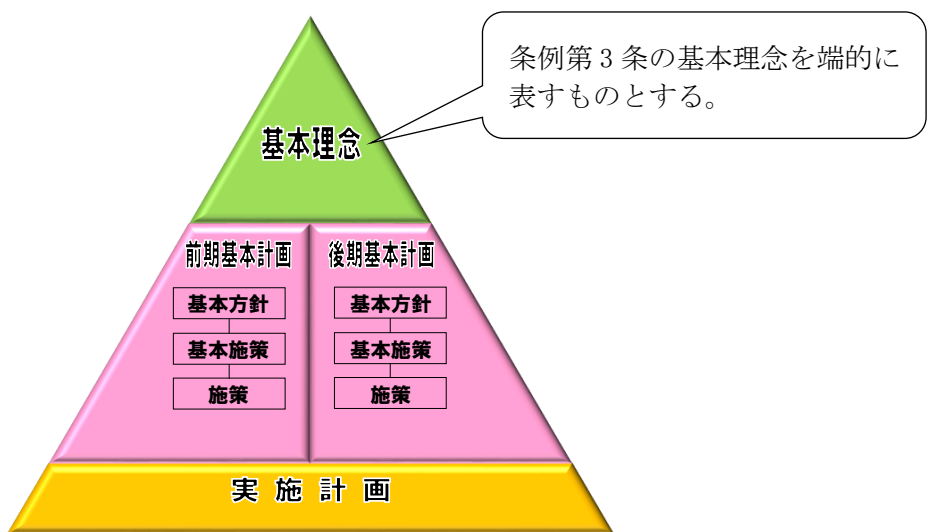 条例第３条の基本理念を端的に
表すものとする。
基本理念
前期基本計画
後期基本計画
基本方針
基本方針
基本施策
基本施策
施策
施策
実施計画